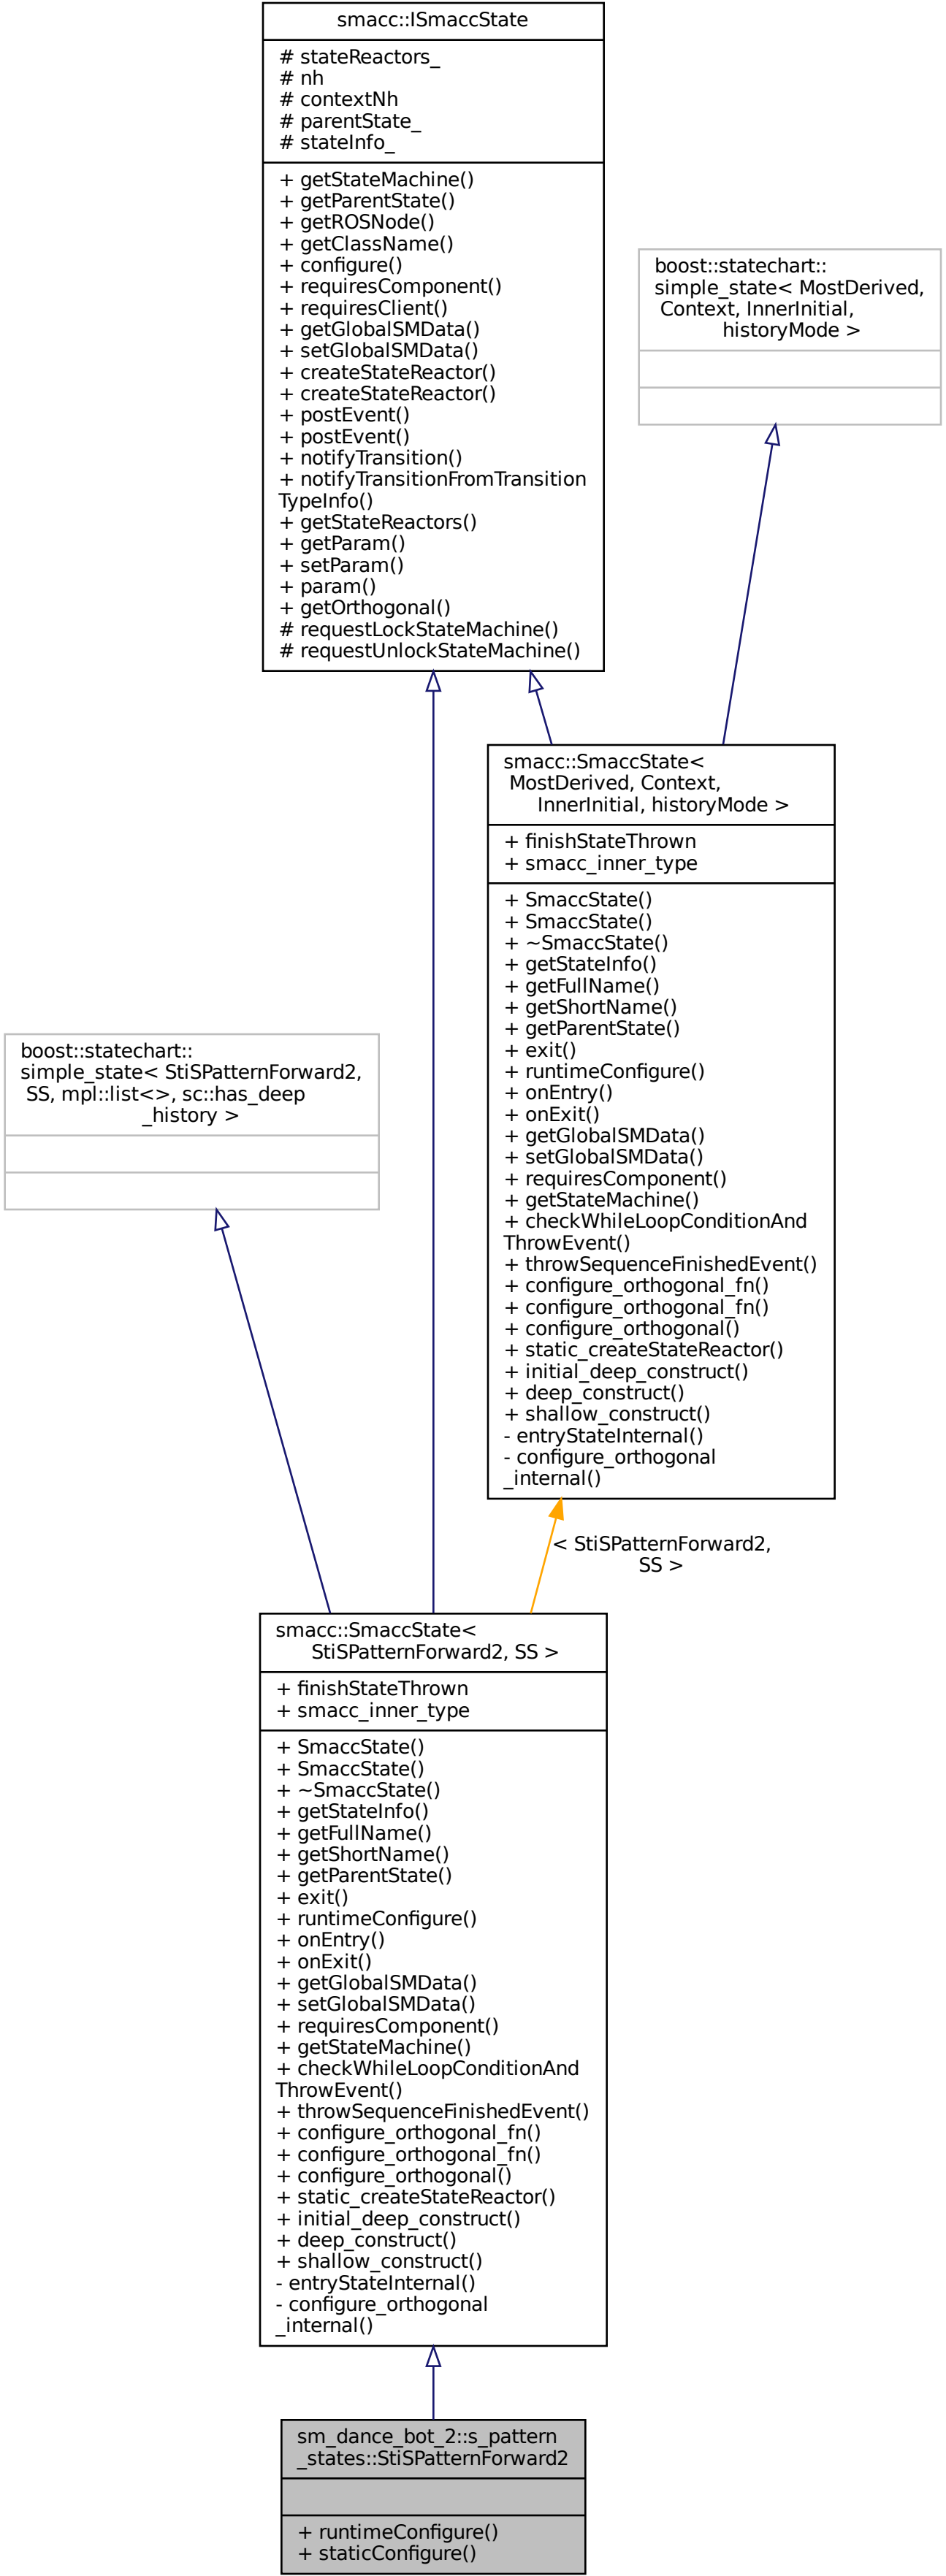 smacc::ISmaccState
# stateReactors_
# nh
# contextNh
# parentState_
# stateInfo_
+ getStateMachine()
+ getParentState()
+ getROSNode()
+ getClassName()
+ configure()
+ requiresComponent()
+ requiresClient()
+ getGlobalSMData()
+ setGlobalSMData()
+ createStateReactor()
+ createStateReactor()
+ postEvent()
+ postEvent()
+ notifyTransition()
+ notifyTransitionFromTransition
TypeInfo()
+ getStateReactors()
+ getParam()
+ setParam()
+ param()
+ getOrthogonal()
# requestLockStateMachine()
# requestUnlockStateMachine()
boost::statechart::
simple_state< MostDerived,
Context, InnerInitial,
historyMode >
smacc::SmaccState<
MostDerived, Context,
InnerInitial, historyMode >
+ finishStateThrown
+ smacc_inner_type
+ SmaccState()
+ SmaccState()
+ ~SmaccState()
+ getStateInfo()
+ getFullName()
+ getShortName()
+ getParentState()
+ exit()
+ runtimeConfigure()
+ onEntry()
+ onExit()
+ getGlobalSMData()
+ setGlobalSMData()
+ requiresComponent()
+ getStateMachine()
+ checkWhileLoopConditionAnd
ThrowEvent()
+ throwSequenceFinishedEvent()
+ configure_orthogonal_fn()
+ configure_orthogonal_fn()
+ configure_orthogonal()
+ static_createStateReactor()
+ initial_deep_construct()
+ deep_construct()
+ shallow_construct()
- entryStateInternal()
- configure_orthogonal
_internal()
boost::statechart::
simple_state< StiSPatternForward2,
SS, mpl::list<>, sc::has_deep
_history >
< StiSPatternForward2,
SS >
smacc::SmaccState<
StiSPatternForward2, SS >
+ finishStateThrown
+ smacc_inner_type
+ SmaccState()
+ SmaccState()
+ ~SmaccState()
+ getStateInfo()
+ getFullName()
+ getShortName()
+ getParentState()
+ exit()
+ runtimeConfigure()
+ onEntry()
+ onExit()
+ getGlobalSMData()
+ setGlobalSMData()
+ requiresComponent()
+ getStateMachine()
+ checkWhileLoopConditionAnd
ThrowEvent()
+ throwSequenceFinishedEvent()
+ configure_orthogonal_fn()
+ configure_orthogonal_fn()
+ configure_orthogonal()
+ static_createStateReactor()
+ initial_deep_construct()
+ deep_construct()
+ shallow_construct()
- entryStateInternal()
- configure_orthogonal
_internal()
sm_dance_bot_2::s_pattern
_states::StiSPatternForward2
+ runtimeConfigure()
+ staticConfigure()